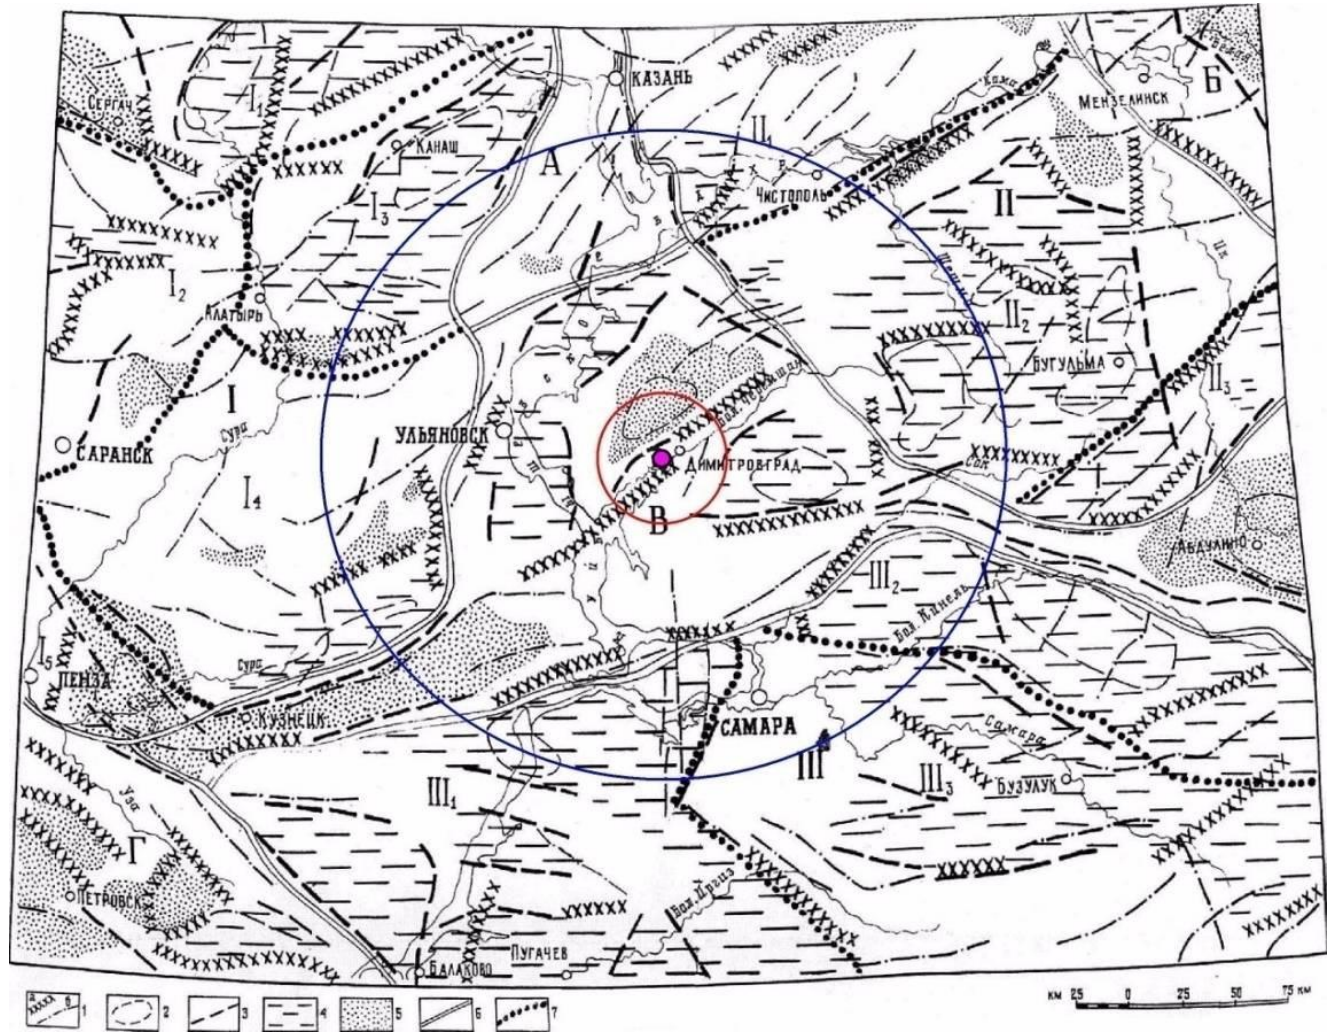 КАЗАНЬ
Кама
МЕНЗЕЛИНСК
Б
СЕРГАЧ
I₁
КАНАШ
А
II₁
ЧИСТОПОЛЬ
II
I₃
Ик
I₂
АЛАТЫРЬ
II₂
БУГУЛЬМА
II₃
I
Сура
УЛЬЯНОВСК
САРАНСК
ДИМИТРОВГРАД
Сок
I₄
В
АБДУЛИНО
III₂
Бол. Кинель
I₅
ПЕНЗА
Сура
КУЗНЕЦК
САМАРА
III
Самара
III₁
III₃
БУЗУЛУК
Уза
Г
ПЕТРОВСК
Бол. Иргиз
ПУГАЧЕВ
БАЛАКОВО
а б 1 2 3 4 5 6 7
КМ 25 0 25 50 75 КМ